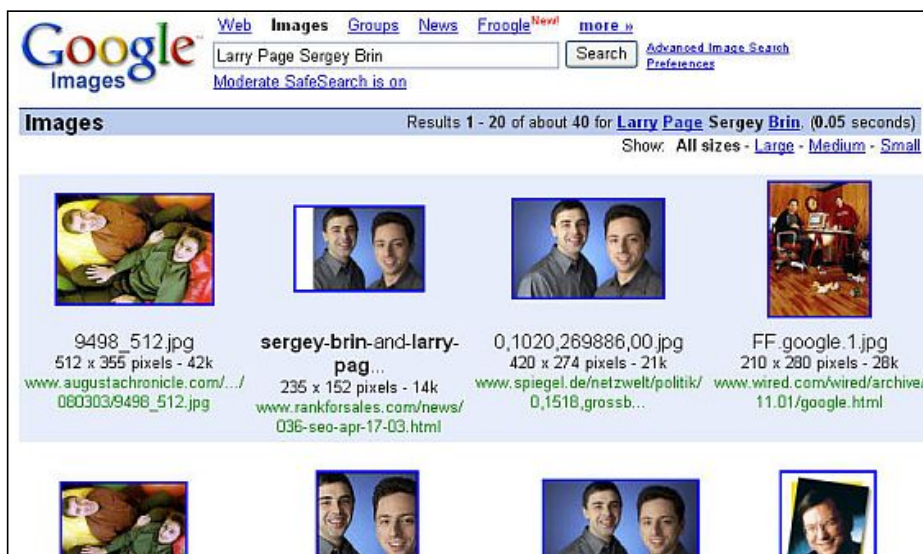 Google™
Images
Web Images Groups News Froogle New! more »
Larry Page Sergey Brin
Search
Advanced Image Search
Preferences
Moderate SafeSearch is on
Images
Results 1 - 20 of about 40 for Larry Page Sergey Brin. (0.05 seconds)
Show: All sizes - Large - Medium - Small
9498_512.jpg
512 x 355 pixels - 42k
www.augustachronicle.com/.../
080303/9498_512.jpg
sergey-brin-and-larry-
pag...
235 x 152 pixels - 14k
www.rankforsales.com/news/
036-seo-apr-17-03.html
0,1020,269886,00.jpg
420 x 274 pixels - 21k
www.spiegel.de/netzwelt/politik/
0,1518,grossb...
FF.google.1.jpg
210 x 280 pixels - 28k
www.wired.com/wired/archive/
11.01/google.html